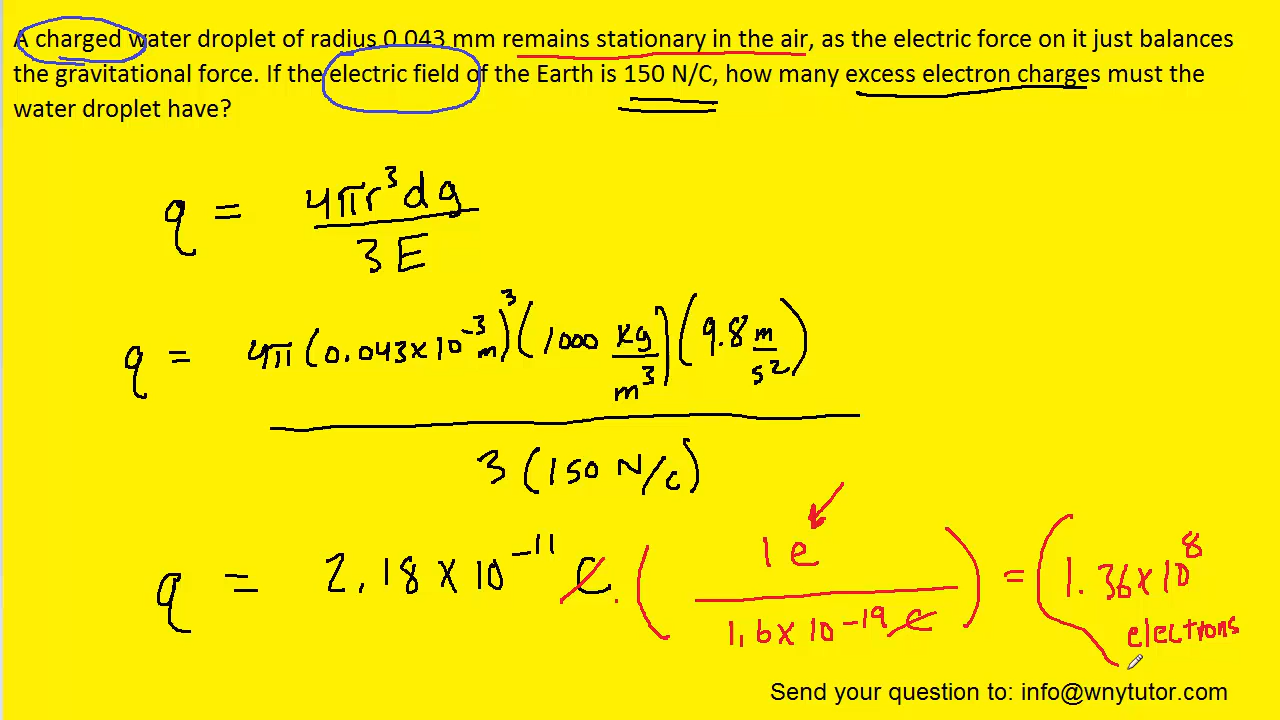 A charged water droplet of radius 0.043 mm remains stationary in the air, as the electric force on it just balances
the gravitational force. If the electric field of the Earth is 150 N/C, how many excess electron charges must the
water droplet have?
q = 4πr³dg
3E
q = 4π(0.043×10⁻³m)³(1000 kg/m³)(9.8 m/s²)
3(150 N/C)
q = 2.18×10⁻¹¹ C · (1e / 1.6×10⁻¹⁹ C) = 1.36×10⁸
electrons
Send your question to: info@wnytutor.com